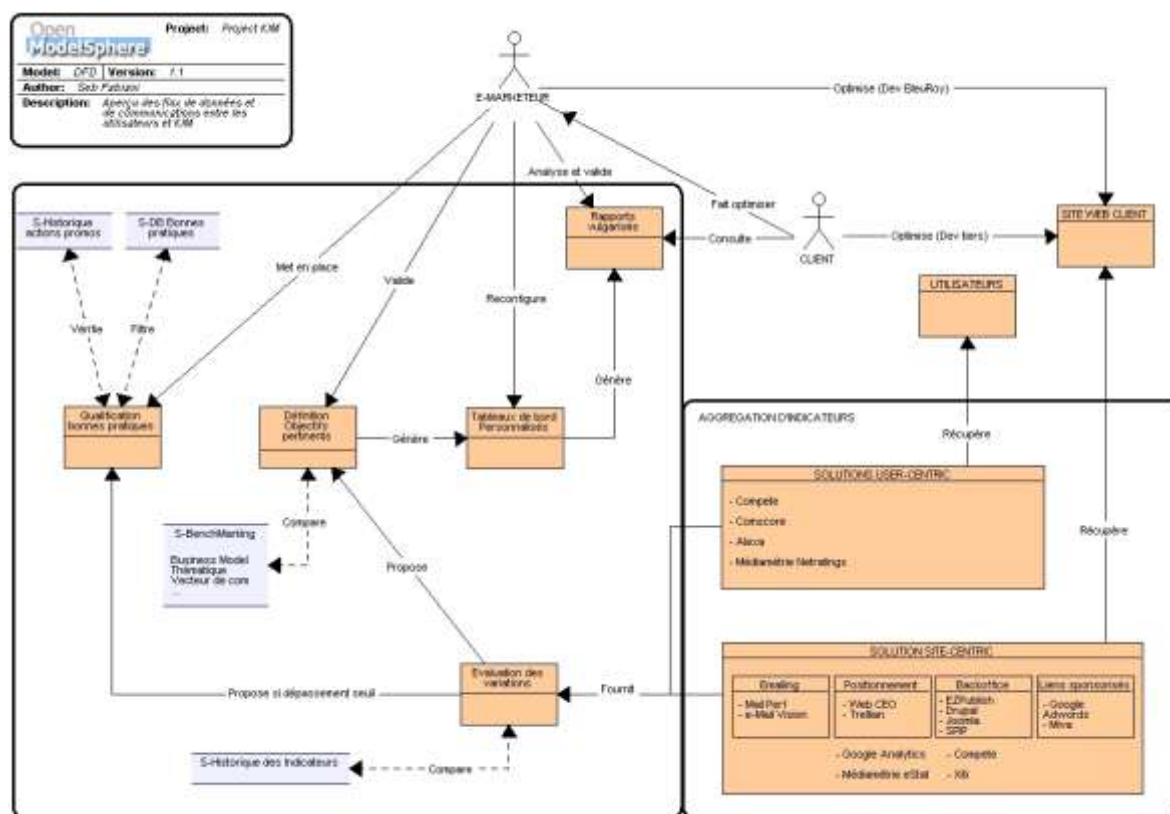 Open
ModelSphere
Project: Project KIM
Model: DFD Version: 1.1
Author: Seb Fabiani
Description: Aperçu des flux de données et
de communications entre les
utilisateurs et KIM
E-MARKETEUR
Optimise (Dev BleuRoy)
Analyse et valide
Fait optimiser
S-Historique
actions promos
S-DB Bonnes
pratiques
Rapports
vulgarisés
Consulte
CLIENT
Optimise (Dev tiers)
SITE WEB CLIENT
Met en place
Valide
Reconfigure
UTILISATEURS
Vérifie
Filtre
Génère
Qualification
bonnes pratiques
Définition
Objectifs
pertinents
Génère
Tableaux de bord
Personnalisés
AGGREGATION D'INDICATEURS
Récupère
SOLUTIONS USER-CENTRIC
- Compete
- Comscore
- Alexa
- Médiamétrie Netratings
Récupère
S-BenchMarking
Business Model
Thématique
Vecteur de com
...
Compare
Propose
Evaluation des
variations
Propose si dépassement seuil
Fournit
SOLUTION SITE-CENTRIC
Emailing
- Mail Perf
- e-Mail Vision
Positionnement
- Web CEO
- Trellian
Backoffice
- EZPublish
- Drupal
- Joomla
- SPIP
Liens sponsorisés
- Google
Adwords
- Miva
- Google Analytics
- Compete
- Médiamétrie eStat
- Xiti
S-Historique des Indicateurs
Compare